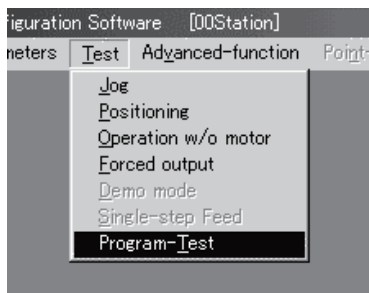 figuration Software [00Station]
meters Test Advanced-function Point-
Jog
Positioning
Operation w/o motor
Forced output
Demo mode
Single-step Feed
Program-Test